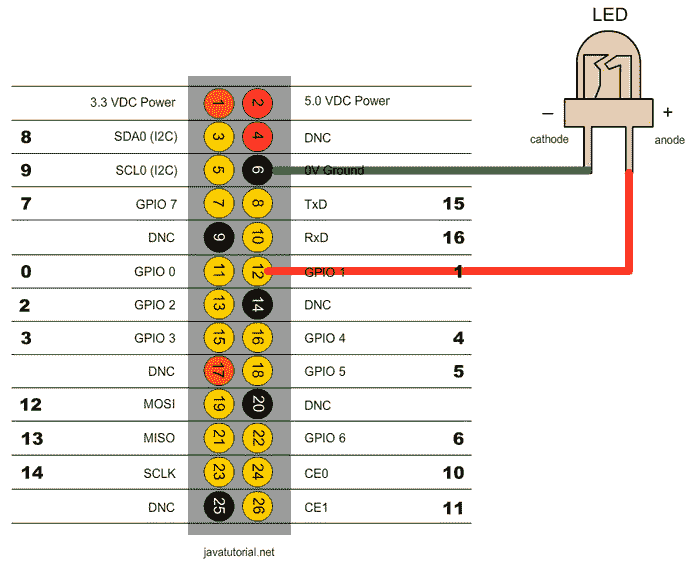 LED
– +
cathode anode
3.3 VDC Power 1 2 5.0 VDC Power
8 SDA0 (I2C) 3 4 DNC
9 SCL0 (I2C) 5 6 0V Ground
7 GPIO 7 7 8 TxD 15
DNC 9 10 RxD 16
0 GPIO 0 11 12 GPIO 1 1
2 GPIO 2 13 14 DNC
3 GPIO 3 15 16 GPIO 4 4
DNC 17 18 GPIO 5 5
12 MOSI 19 20 DNC
13 MISO 21 22 GPIO 6 6
14 SCLK 23 24 CE0 10
DNC 25 26 CE1 11
javatutorial.net